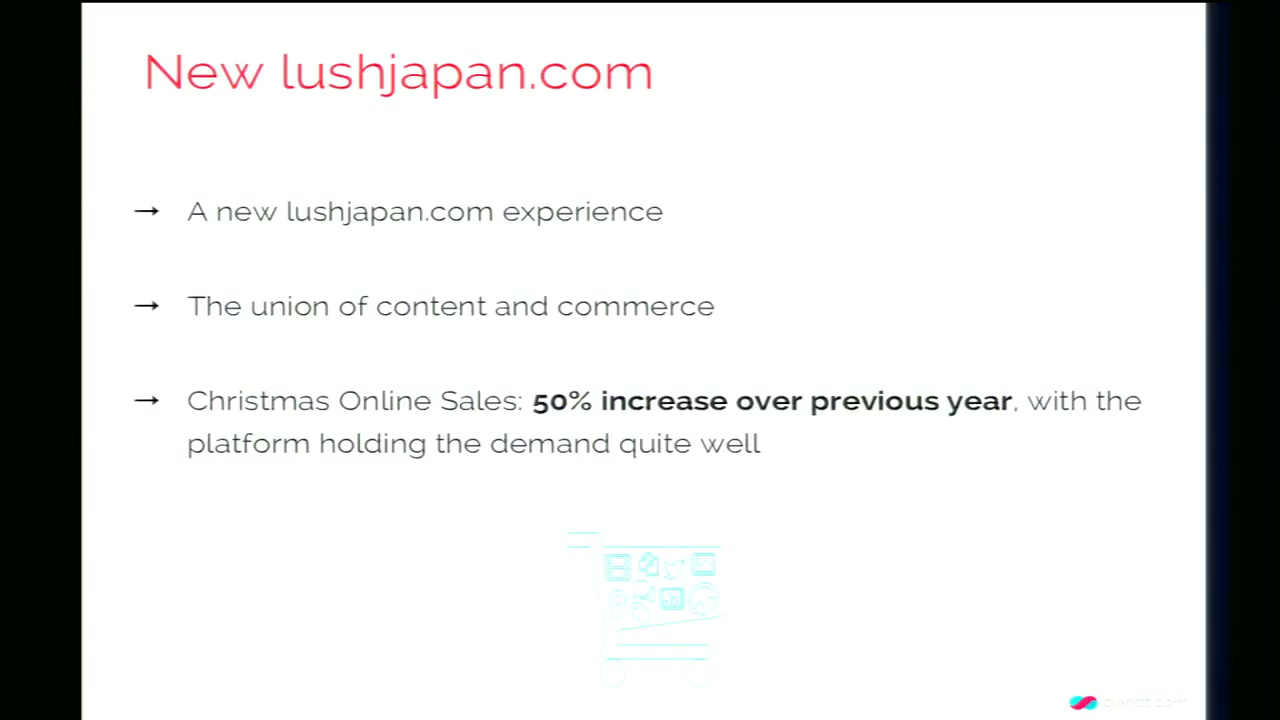 New lushjapan.com
→ A new lushjapan.com experience
→ The union of content and commerce
→ Christmas Online Sales: 50% increase over previous year, with the
platform holding the demand quite well